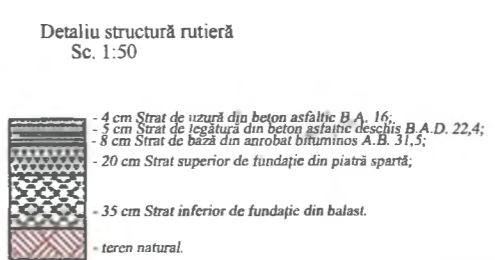 Detaliu structură rutieră
Sc. 1:50
- 4 cm Strat de uzură din beton asfaltic B.A. 16;
- 5 cm Strat de legătură din beton asfaltic deschis B.A.D. 22,4;
- 8 cm Strat de bază din anrobat bituminos A.B. 31,5;
- 20 cm Strat superior de fundație din piatră spartă;
- 35 cm Strat inferior de fundație din balast.
- teren natural.